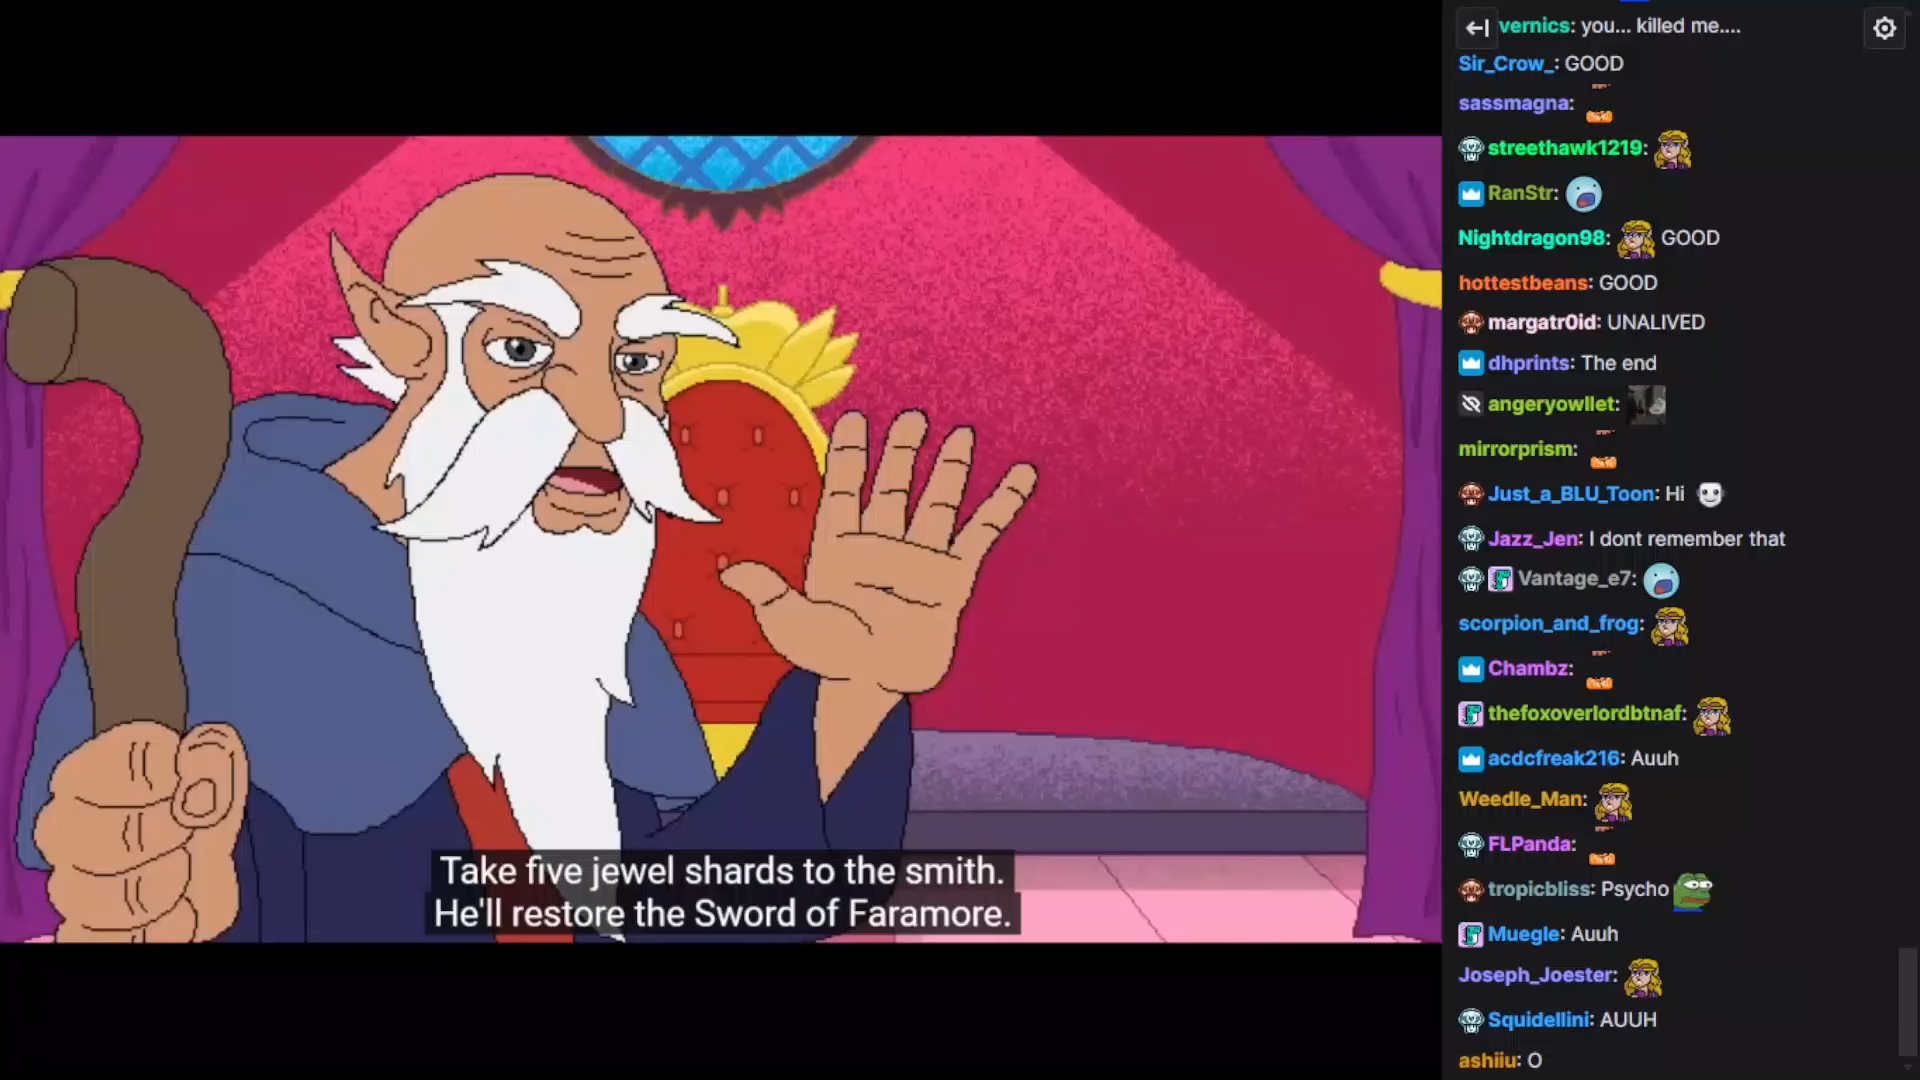 Take five jewel shards to the smith.
He'll restore the Sword of Faramore.
vernics: you... killed me....
Sir_Crow_: GOOD
sassmagna:
streethawk1219:
RanStr:
Nightdragon98: GOOD
hottestbeans: GOOD
margatr0id: UNALIVED
dhprints: The end
angeryowllet:
mirrorprism:
Just_a_BLU_Toon: Hi
Jazz_Jen: I dont remember that
Vantage_e7:
scorpion_and_frog:
Chambz:
thefoxoverlordbtnaf:
acdcfreak216: Auuh
Weedle_Man:
FLPanda:
tropicbliss: Psycho
Muegle: Auuh
Joseph_Joester:
Squidellini: AUUH
ashiiu: O